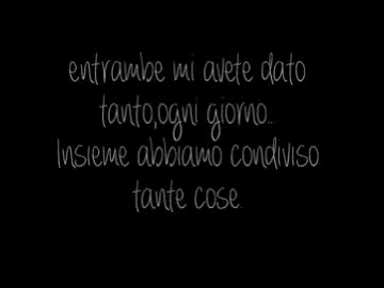 entrambe mi avete dato
tanto,ogni giorno..
Insieme abbiamo condiviso
tante cose.